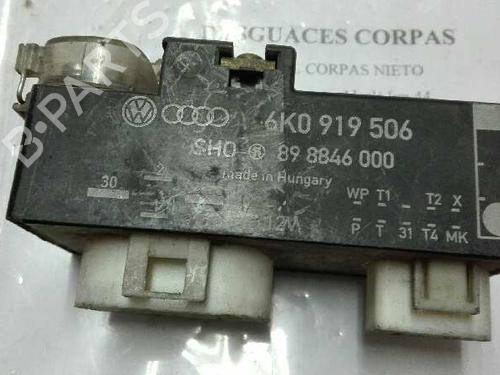 DESGUACES CORPAS
CORPAS NIETO
B-PARTS
6K0 919 506
SHO ® 89 8846 000
made in Hungary
30
12M
WP T1 T2 X
P T 31 T4 MK